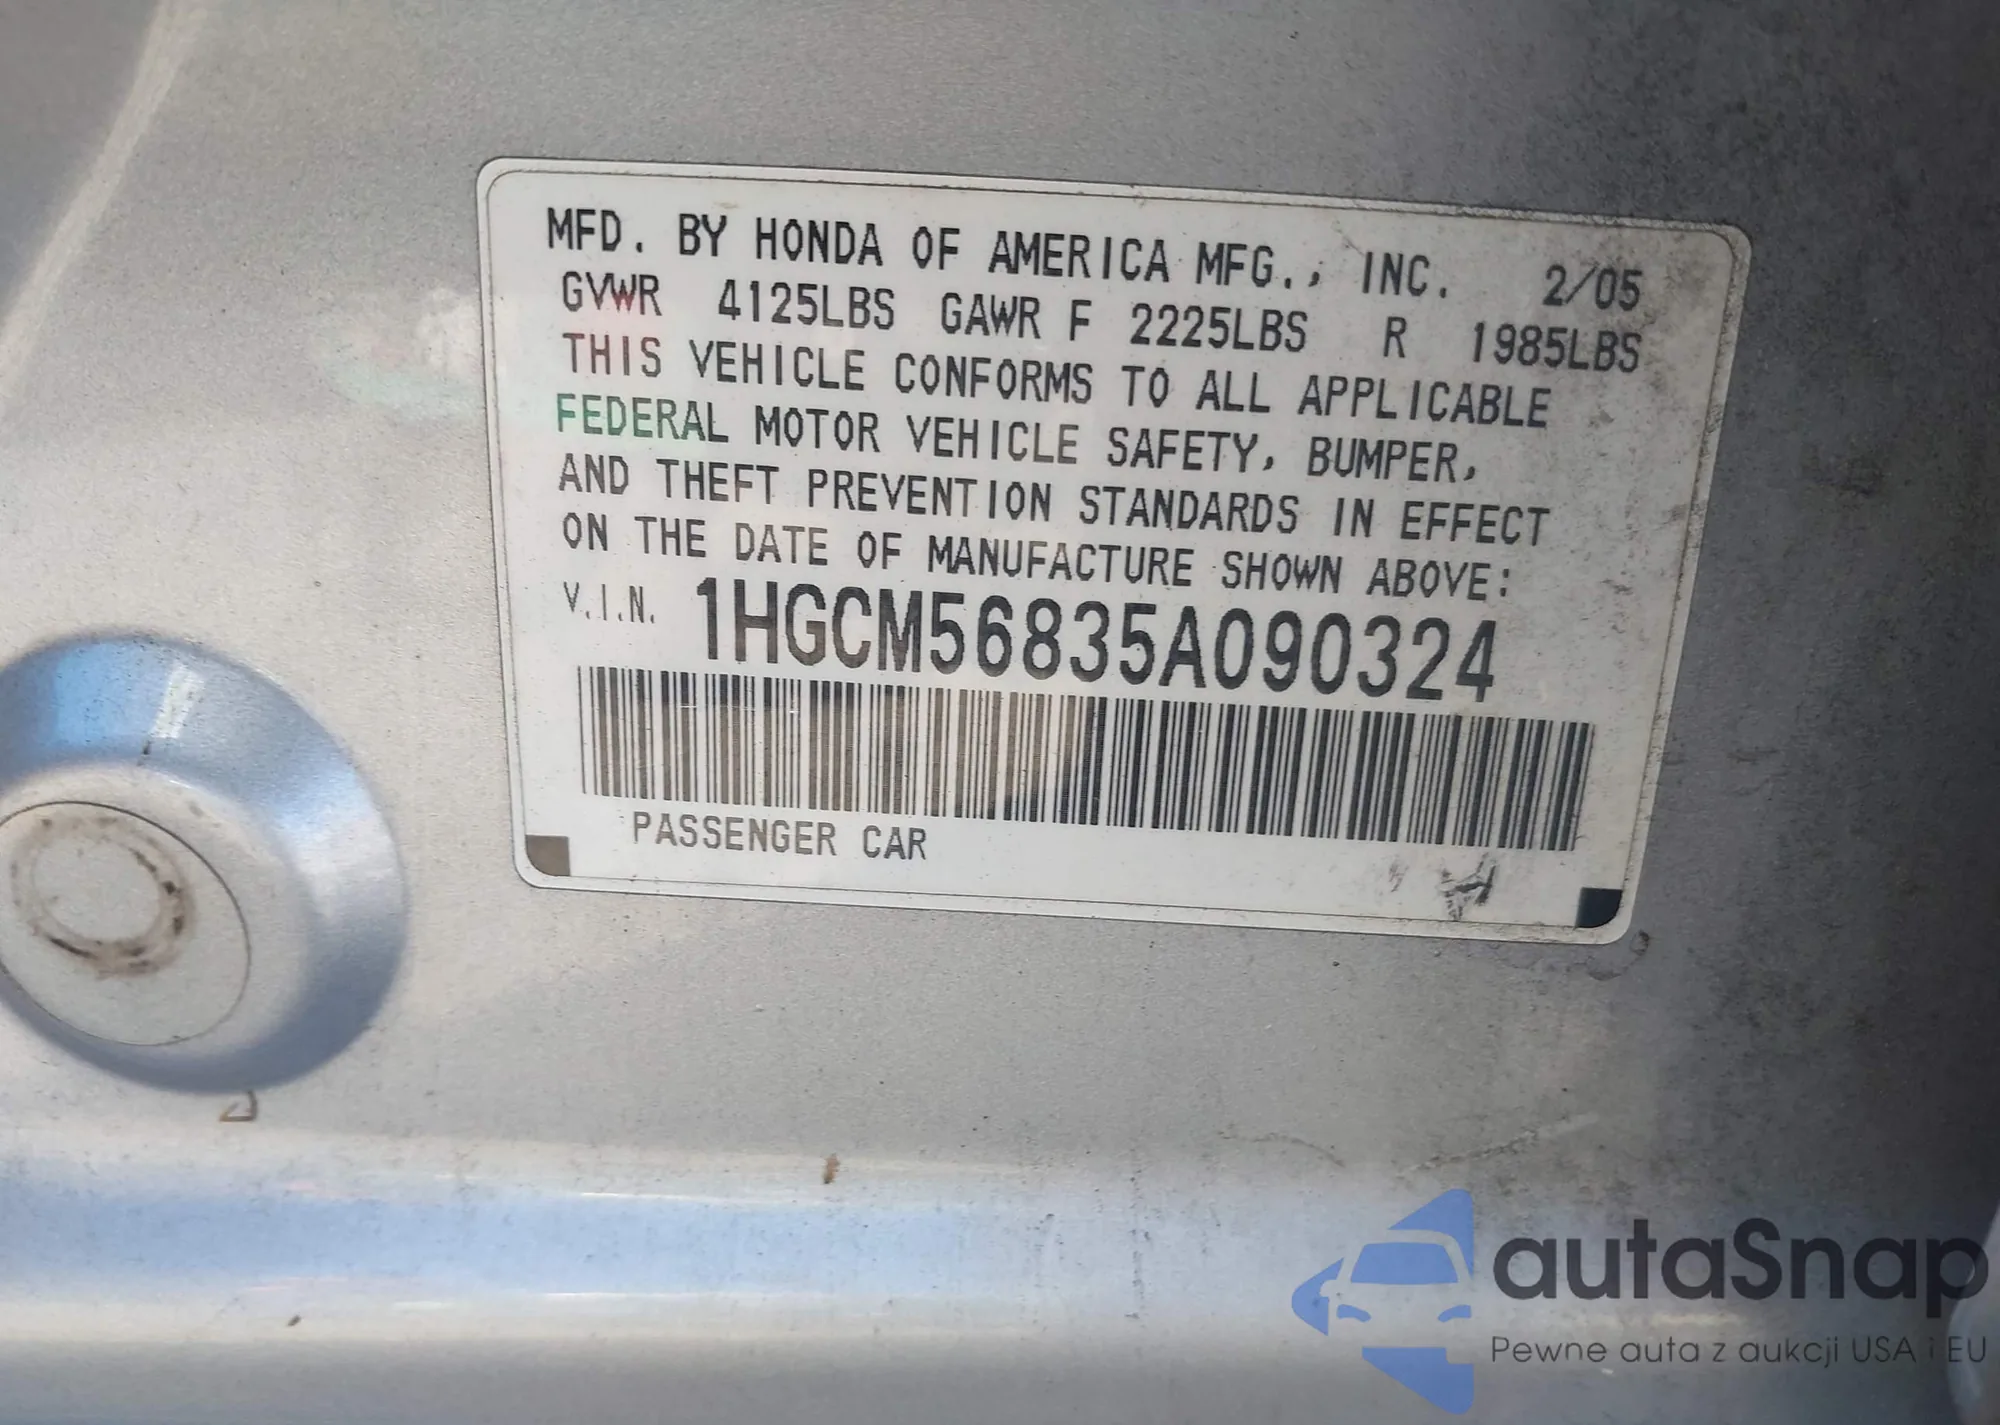 MFD. BY HONDA OF AMERICA MFG., INC. 2/05
GVWR 4125LBS GAWR F 2225LBS R 1985LBS
THIS VEHICLE CONFORMS TO ALL APPLICABLE
FEDERAL MOTOR VEHICLE SAFETY, BUMPER,
AND THEFT PREVENTION STANDARDS IN EFFECT
ON THE DATE OF MANUFACTURE SHOWN ABOVE:
V.I.N. 1HGCM56835A090324
PASSENGER CAR
autaSnap
Pewne auta z aukcji USA i EU